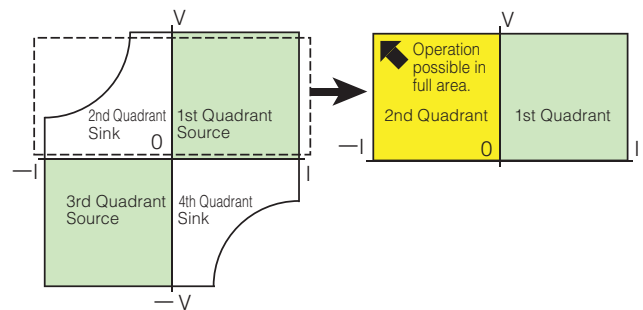 V
2nd Quadrant
Sink
1st Quadrant
Source
0
—I
I
3rd Quadrant
Source
4th Quadrant
Sink
—V
V
Operation
possible in
full area.
2nd Quadrant
1st Quadrant
—I
0
I